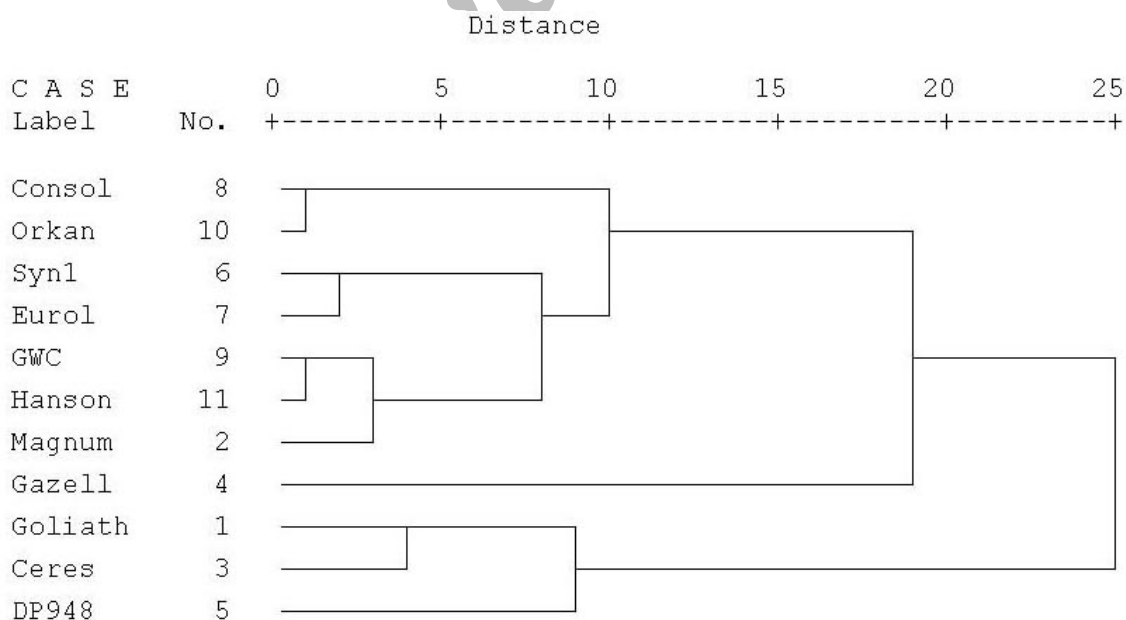 Distance
C A S E 0 5 10 15 20 25
Label No. +---------+---------+---------+---------+---------+
Consol 8
Orkan 10
Syn1 6
Eurol 7
GWC 9
Hanson 11
Magnum 2
Gazell 4
Goliath 1
Ceres 3
DP948 5